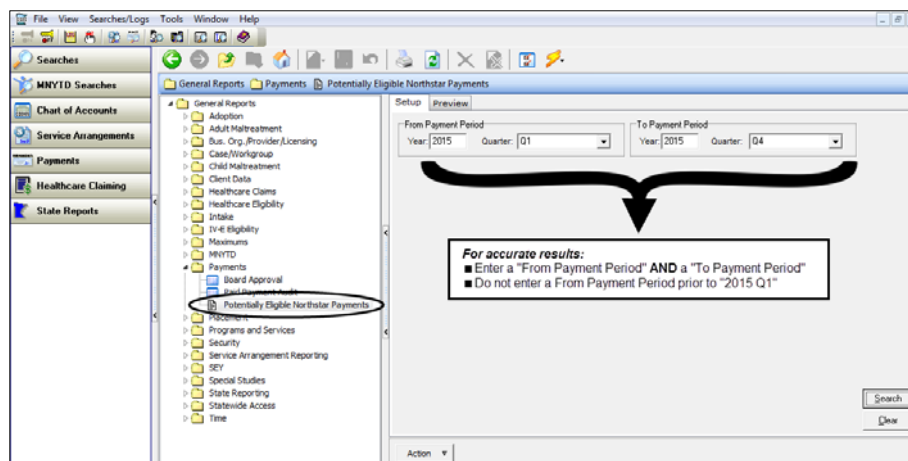 File View Searches/Logs Tools Window Help
Searches
MNYTD Searches
Chart of Accounts
Service Arrangements
Payments
Healthcare Claiming
State Reports
General Reports Payments Potentially Eligible Northstar Payments
General Reports
Adoption
Adult Maltreatment
Bus. Org./Provider/Licensing
Case/Workgroup
Child Maltreatment
Client Data
Healthcare Claims
Healthcare Eligibility
Intake
IV-E Eligibility
Maximums
MNYTD
Payments
Board Approval
Paid Payment Audit
Potentially Eligible Northstar Payments
Placement
Programs and Services
Security
Service Arrangement Reporting
SEY
Special Studies
State Reporting
Statewide Access
Time
Setup Preview
From Payment Period To Payment Period
Year: 2015 Quarter: Q1 Year: 2015 Quarter: Q4
For accurate results:
■ Enter a "From Payment Period" AND a "To Payment Period"
■ Do not enter a From Payment Period prior to "2015 Q1"
Search
Clear
Action